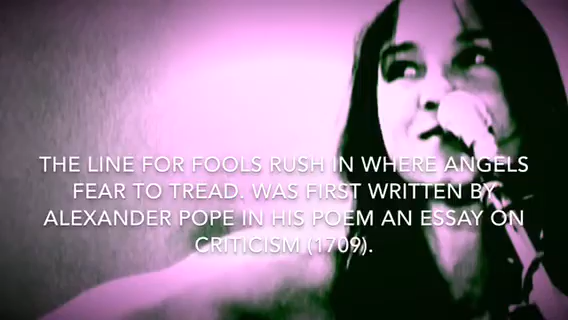 THE LINE FOR FOOLS RUSH IN WHERE ANGELS
FEAR TO TREAD. WAS FIRST WRITTEN BY
ALEXANDER POPE IN HIS POEM AN ESSAY ON
CRITICISM (1709).